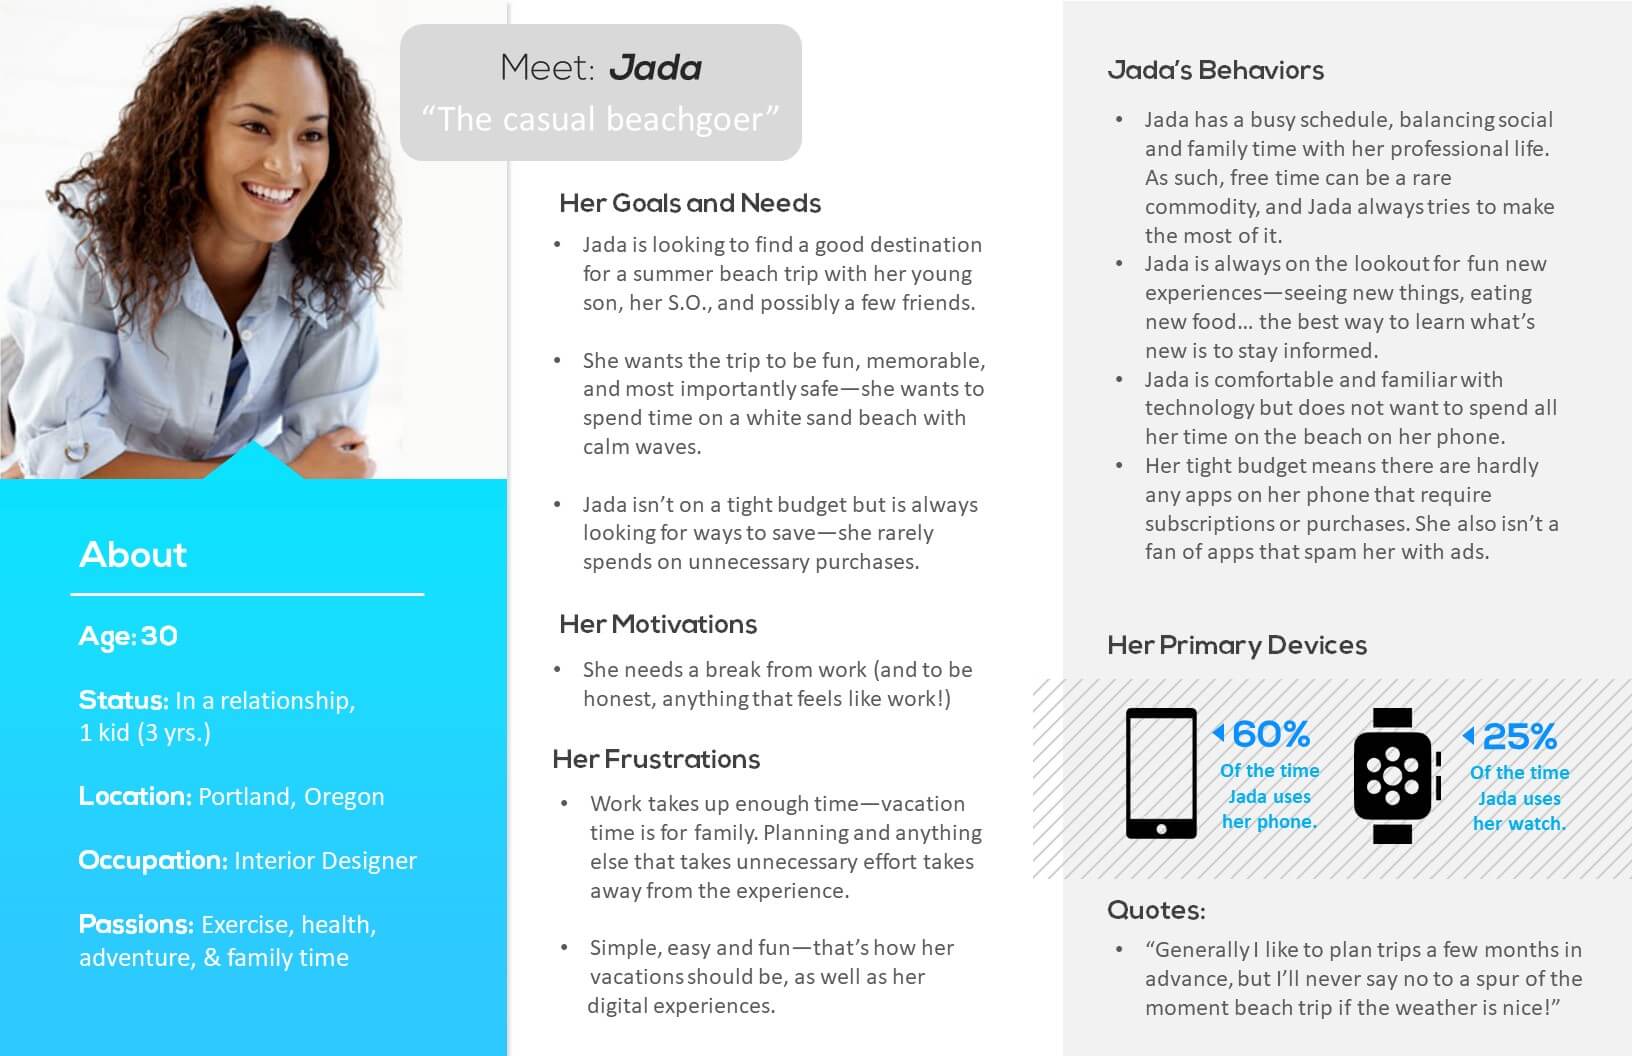 Meet: Jada
“The casual beachgoer”
About
Age: 30
Status: In a relationship,
1 kid (3 yrs.)
Location: Portland, Oregon
Occupation: Interior Designer
Passions: Exercise, health,
adventure, & family time
Her Goals and Needs
• Jada is looking to find a good destination
for a summer beach trip with her young
son, her S.O., and possibly a few friends.
• She wants the trip to be fun, memorable,
and most importantly safe—she wants to
spend time on a white sand beach with
calm waves.
• Jada isn’t on a tight budget but is always
looking for ways to save—she rarely
spends on unnecessary purchases.
Her Motivations
• She needs a break from work (and to be
honest, anything that feels like work!)
Her Frustrations
• Work takes up enough time—vacation
time is for family. Planning and anything
else that takes unnecessary effort takes
away from the experience.
• Simple, easy and fun—that’s how her
vacations should be, as well as her
digital experiences.
Jada’s Behaviors
• Jada has a busy schedule, balancing social
and family time with her professional life.
As such, free time can be a rare
commodity, and Jada always tries to make
the most of it.
• Jada is always on the lookout for fun new
experiences—seeing new things, eating
new food... the best way to learn what’s
new is to stay informed.
• Jada is comfortable and familiar with
technology but does not want to spend all
her time on the beach on her phone.
• Her tight budget means there are hardly
any apps on her phone that require
subscriptions or purchases. She also isn’t a
fan of apps that spam her with ads.
Her Primary Devices
60%
Of the time
Jada uses
her phone.
25%
Of the time
Jada uses
her watch.
Quotes:
• “Generally I like to plan trips a few months in
advance, but I’ll never say no to a spur of the
moment beach trip if the weather is nice!”